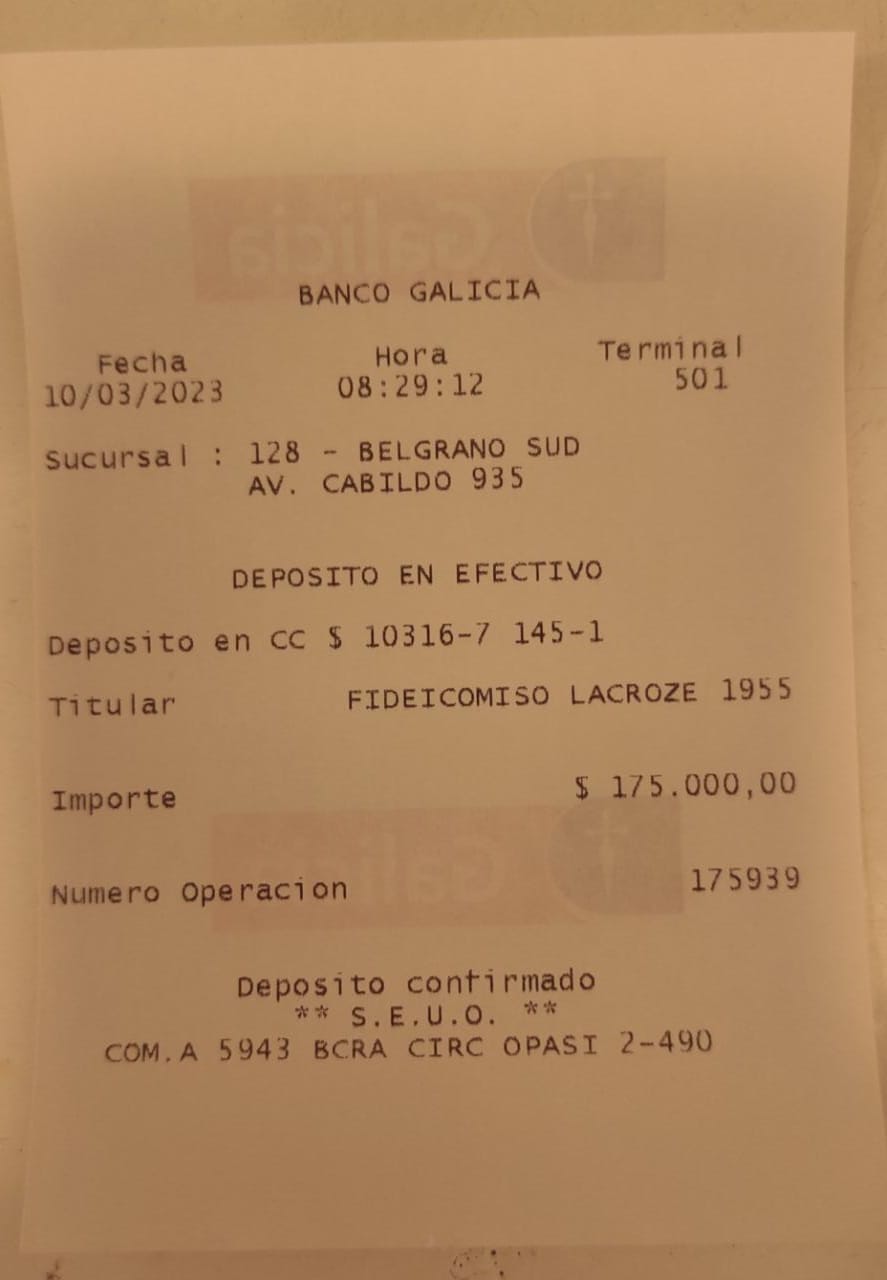 Galicia
BANCO GALICIA
Fecha Hora Terminal
10/03/2023 08:29:12 501
Sucursal : 128 - BELGRANO SUD
AV. CABILDO 935
DEPOSITO EN EFECTIVO
Deposito en CC $ 10316-7 145-1
Titular FIDEICOMISO LACROZE 1955
Importe $ 175.000,00
Galicia
Numero Operacion 175939
Deposito confirmado
** S.E.U.O. **
COM.A 5943 BCRA CIRC OPASI 2-490